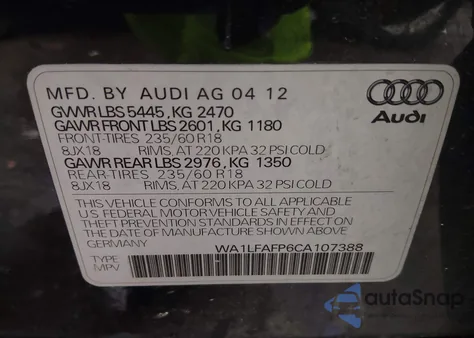 MFD. BY AUDI AG 04 12
GVWR LBS 5445, KG 2470
GAWR FRONT LBS 2601, KG 1180
FRONT-TIRES 235/60 R18
8JX18 RIMS, AT 220 KPA 32 PSI COLD
GAWR REAR LBS 2976, KG 1350
REAR-TIRES 235/60 R18
8JX18 RIMS, AT 220 KPA 32 PSI COLD
THIS VEHICLE CONFORMS TO ALL APPLICABLE
U.S. FEDERAL MOTOR VEHICLE SAFETY AND
THEFT PREVENTION STANDARDS IN EFFECT ON
THE DATE OF MANUFACTURE SHOWN ABOVE.
WA1LFAFP6CA107388
TYPE
MPV
Audi
autoSnap